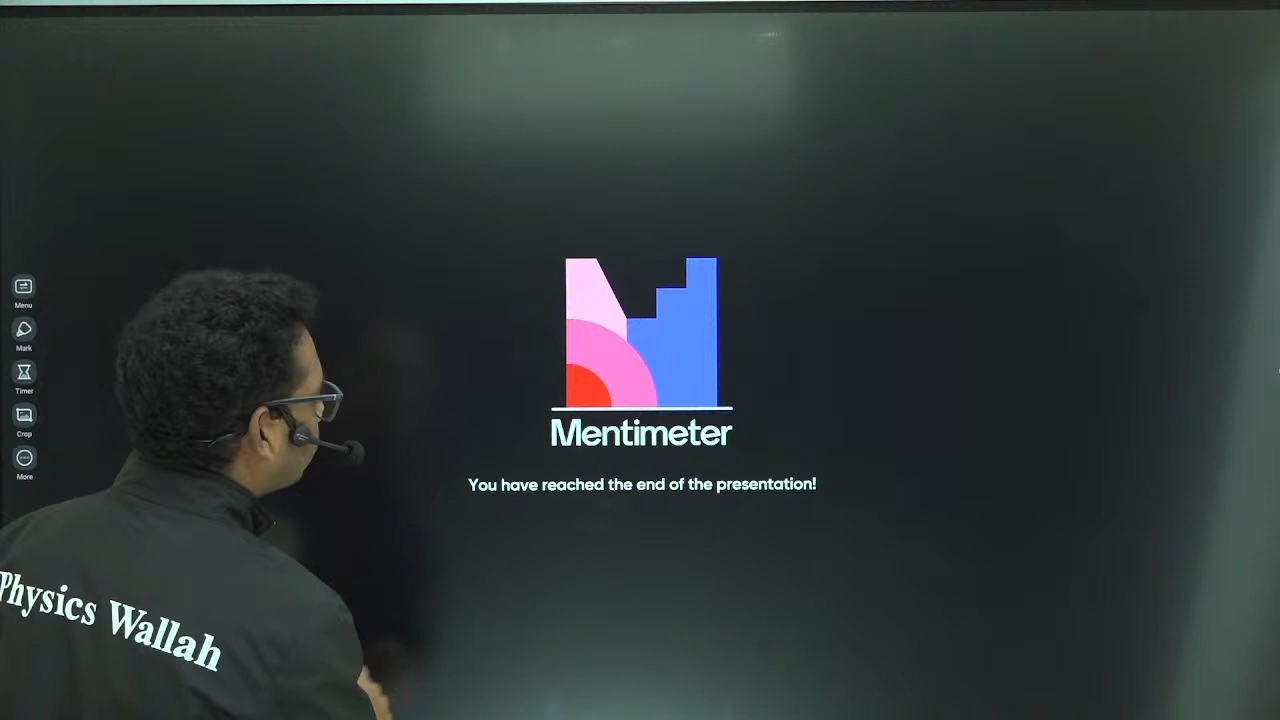 Menu
Mark
Timer
Crop
More
Mentimeter
You have reached the end of the presentation!
Physics Wallah